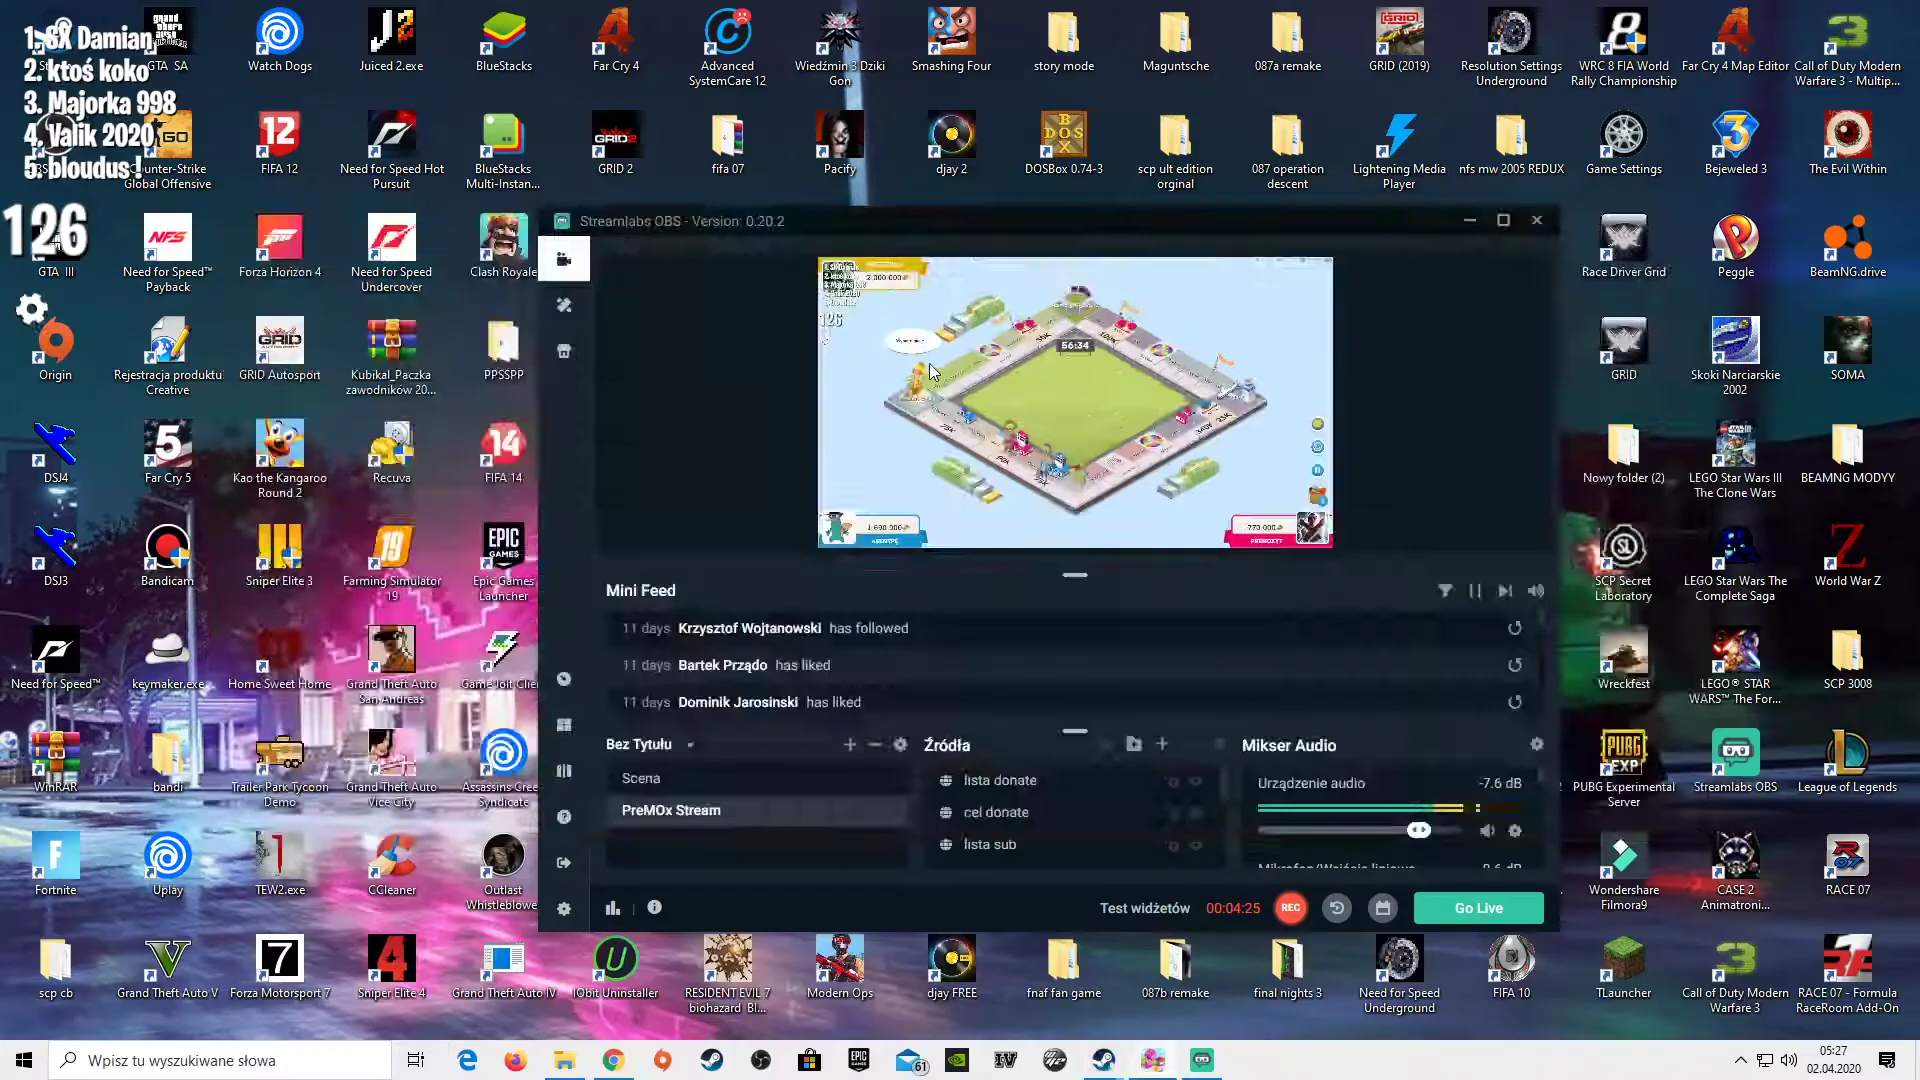 1. SX Damian
2. ktoś koko
3. Majorka 998
4. Valik 2020
5. bloudus !
126
GTA SA
Watch Dogs
Juiced 2.exe
BlueStacks
Far Cry 4
Advanced SystemCare 12
Wiedźmin 3 Dziki Gon
Smashing Four
story mode
Maguntsche
087a remake
GRID (2019)
Resolution Settings Underground
WRC 8 FIA World Rally Championship
Far Cry 4 Map Editor
Call of Duty Modern Warfare 3 - Multip...
Counter-Strike Global Offensive
FIFA 12
Need for Speed Hot Pursuit
BlueStacks Multi-Instan...
GRID 2
fifa 07
Pacify
djay 2
DOSBox 0.74-3
scp ult edition orginal
087 operation descent
Lightening Media Player
nfs mw 2005 REDUX
Game Settings
Bejeweled 3
The Evil Within
GTA III
Need for Speed™ Payback
Forza Horizon 4
Need for Speed Undercover
Clash Royale
Streamlabs OBS - Version: 0.20.2
Race Driver Grid
Peggle
BeamNG.drive
Origin
Rejestracja produktu Creative
GRID Autosport
Kubikal_Paczka zawodników 20...
PPSSPP
56:34
GRID
Skoki Narciarskie 2002
SOMA
DSJ4
Far Cry 5
Kao the Kangaroo Round 2
Recuva
FIFA 14
Nowy folder (2)
LEGO Star Wars III The Clone Wars
BEAMNG MODYY
DSJ3
Bandicam
Sniper Elite 3
Farming Simulator 19
Epic Games Launcher
SCP Secret Laboratory
LEGO Star Wars The Complete Saga
World War Z
Mini Feed
11 days Krzysztof Wojtanowski has followed
11 days Bartek Prządo has liked
11 days Dominik Jarosinski has liked
Need for Speed™
keymaker.exe
Home Sweet Home
Grand Theft Auto San Andreas
Game Jolt Clie
Wreckfest
LEGO® STAR WARS™ The For...
SCP 3008
Bez Tytułu
Źródła
Mikser Audio
Scena
PreMOx Stream
lista donate
cel donate
lista sub
Urządzenie audio -7.6 dB
WinRAR
bandi
Trailer Park Tycoon Demo
Grand Theft Auto Vice City
Assassins Cree Syndicate
PUBG Experimental Server
Streamlabs OBS
League of Legends
Fortnite
Uplay
TEW2.exe
CCleaner
Outlast Whistleblowe
Test widżetów 00:04:25 REC Go Live
Wondershare Filmora9
CASE 2 Animatroni...
RACE 07
scp cb
Grand Theft Auto V
Forza Motorsport 7
Sniper Elite 4
Grand Theft Auto IV
IObit Uninstaller
RESIDENT EVIL 7 biohazard Bl...
Modern Ops
djay FREE
fnaf fan game
087b remake
final nights 3
Need for Speed Underground
FIFA 10
TLauncher
Call of Duty Modern Warfare 3
RACE 07 - Formula RaceRoom Add-On
Wpisz tu wyszukiwane słowa
61
05:27
02.04.2020